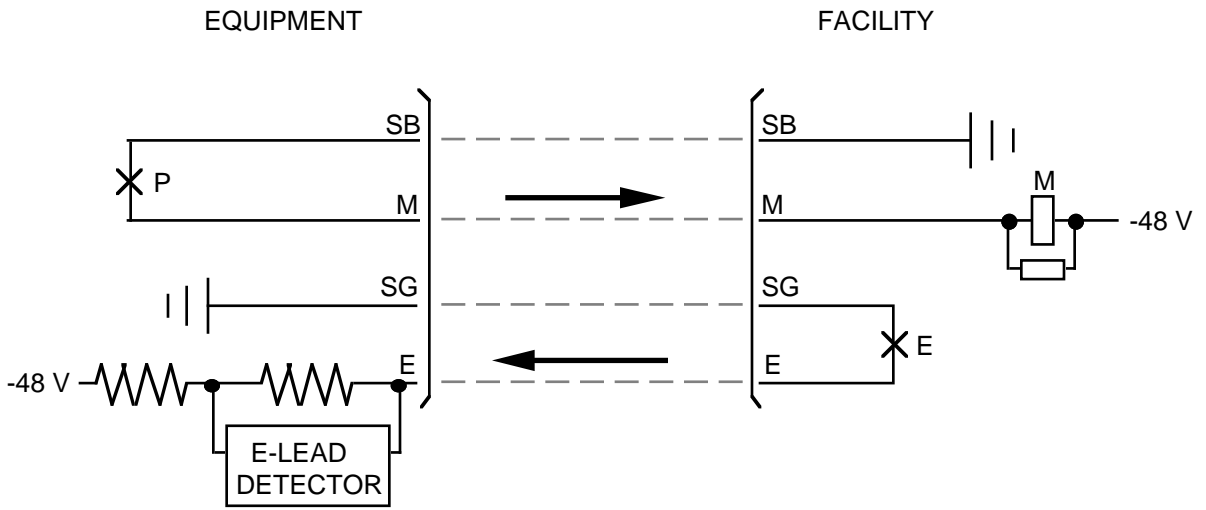 EQUIPMENT
FACILITY
SB
SB
P
M
M
M
-48 V
SG
SG
E
-48 V
E
E
E-LEAD
DETECTOR